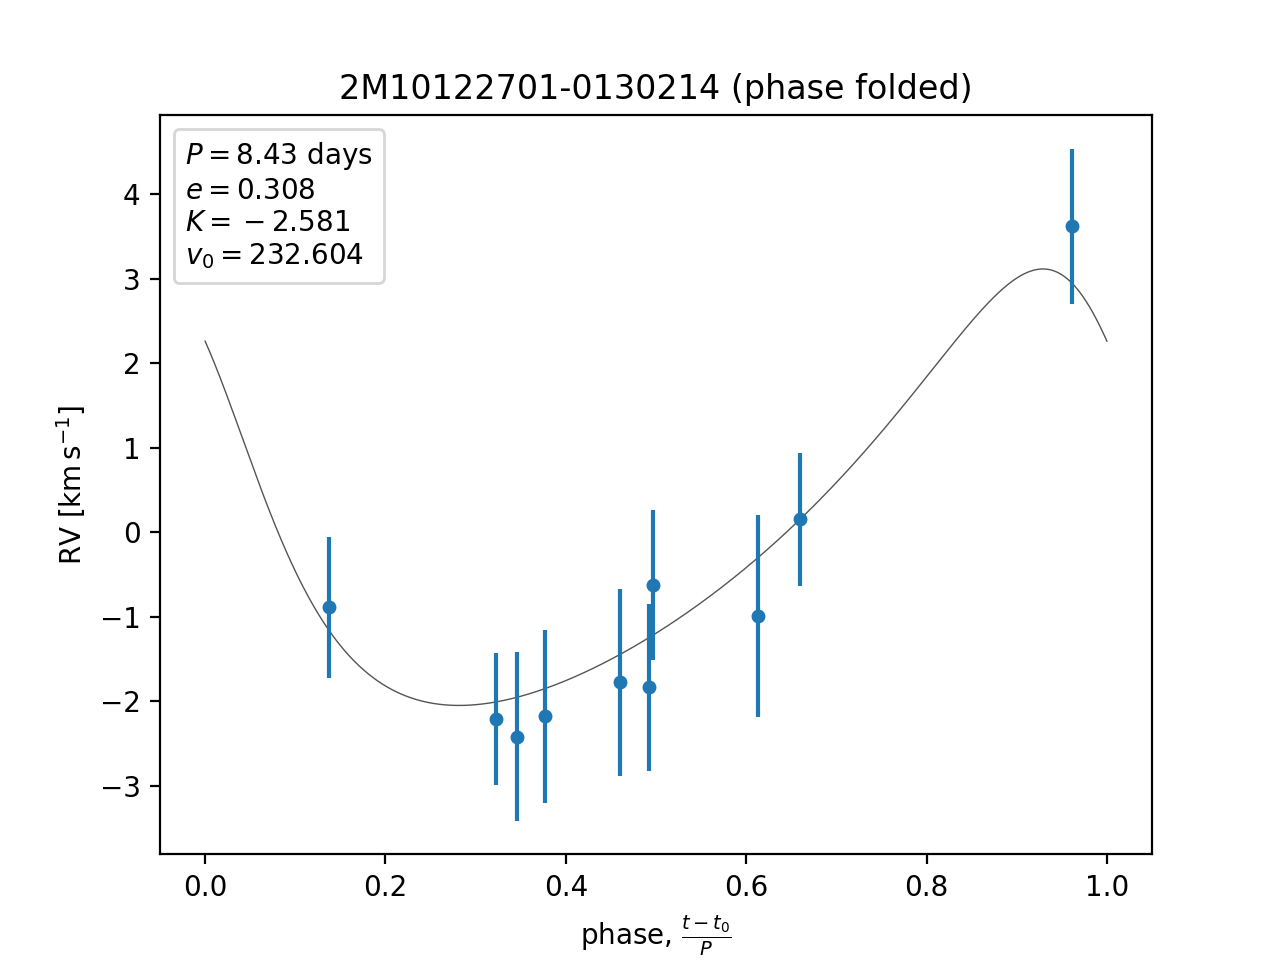 2M10122701-0130214 (phase folded)
P = 8.43 days
e = 0.308
K = −2.581
v₀ = 232.604
4
3
2
1
0
−1
−2
−3
RV [km s⁻¹]
0.0 0.2 0.4 0.6 0.8 1.0
phase, (t − t₀)/P